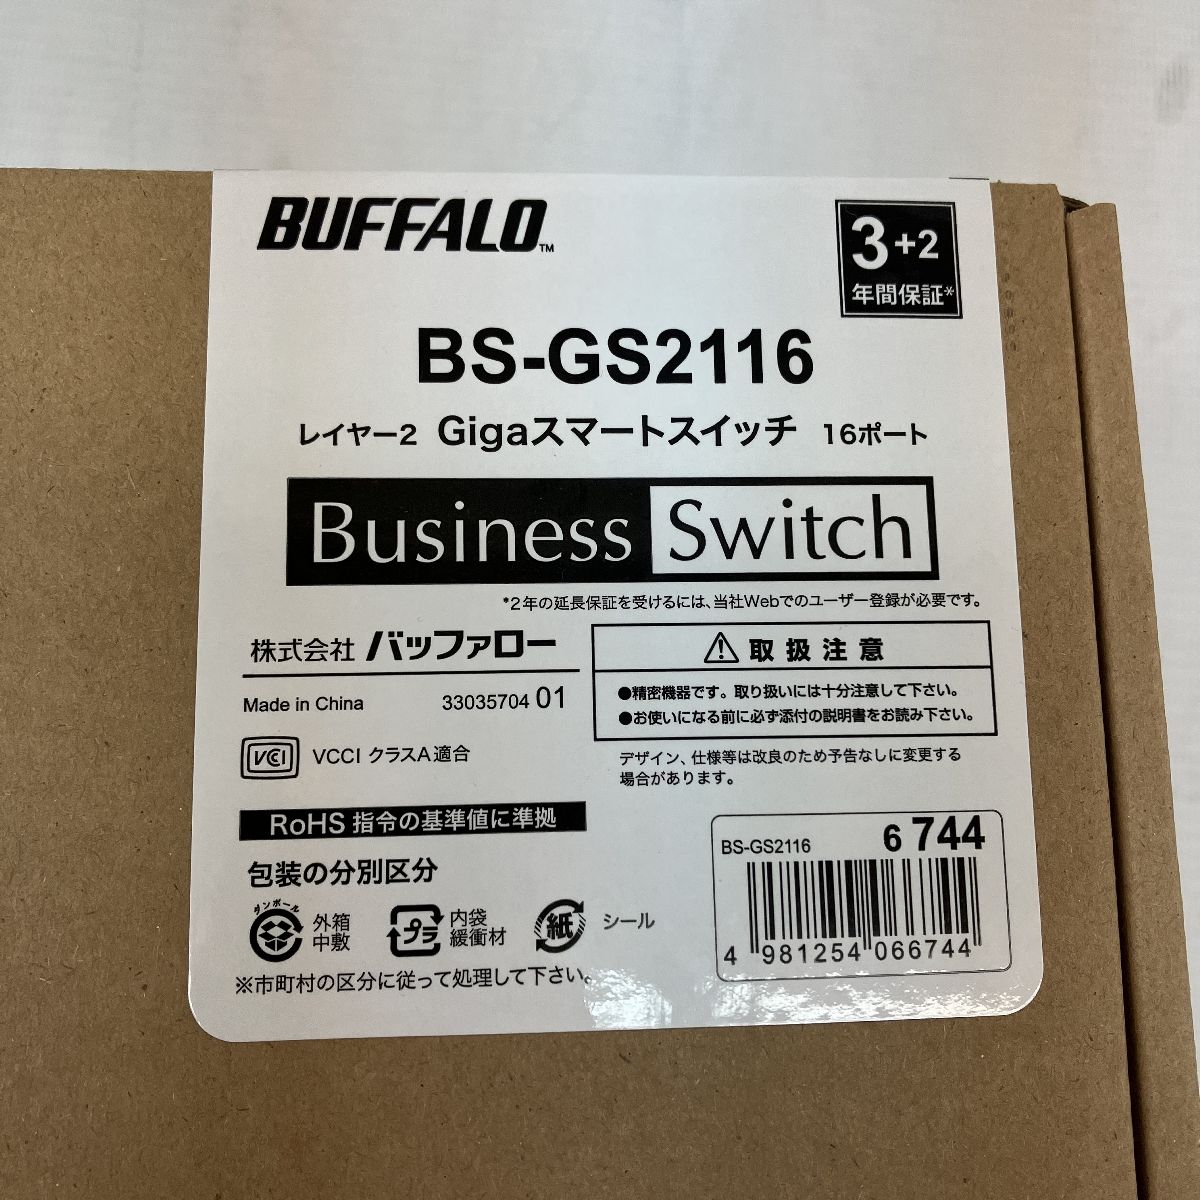 BUFFALO™
3+2
年間保証*
BS-GS2116
レイヤー2 Gigaスマートスイッチ 16ポート
Business Switch
*2年の延長保証を受けるには、当社Webでのユーザー登録が必要です。
株式会社 バッファロー
Made in China 33035704 01
VCCI VCCI クラスA適合
⚠ 取扱注意
●精密機器です。取り扱いには十分注意して下さい。
●お使いになる前に必ず添付の説明書をお読み下さい。
デザイン、仕様等は改良のため予告なしに変更する
場合があります。
RoHS 指令の基準値に準拠
包装の分別区分
ダンボール
外箱
中敷
プラ
内袋
緩衝材
紙
シール
※市町村の区分に従って処理して下さい。
BS-GS2116 6 744
4 981254 066744